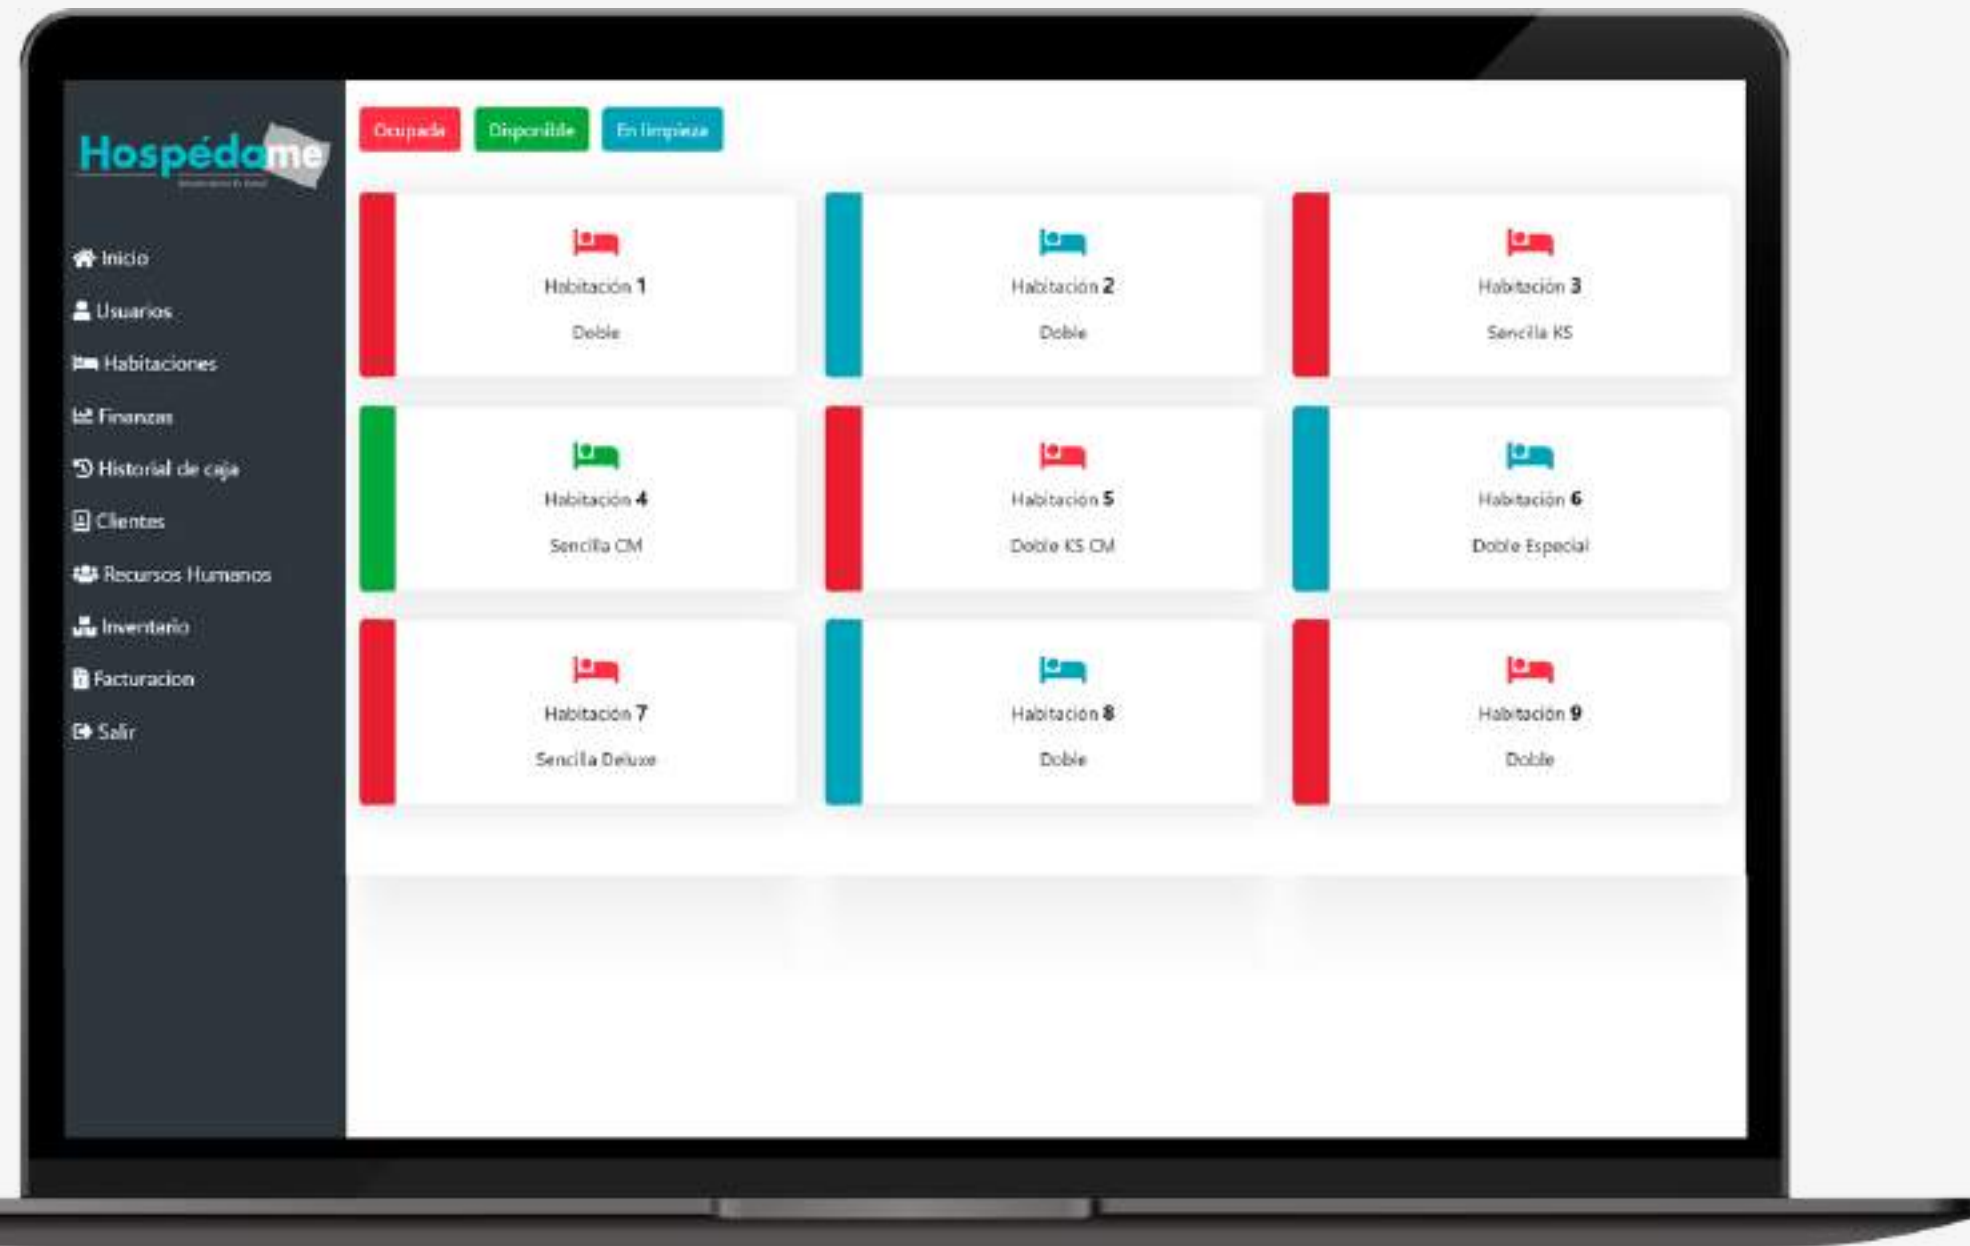 Hospédame
Ocupada
Disponible
En limpieza
Inicio
Usuarios
Habitaciones
Finanzas
Historial de caja
Clientes
Recursos Humanos
Inventario
Facturacion
Salir
Habitación 1
Doble
Habitación 2
Doble
Habitación 3
Sencilla KS
Habitación 4
Sencilla CM
Habitación 5
Doble KS CM
Habitación 6
Doble Especial
Habitación 7
Sencilla Deluxe
Habitación 8
Doble
Habitación 9
Doble